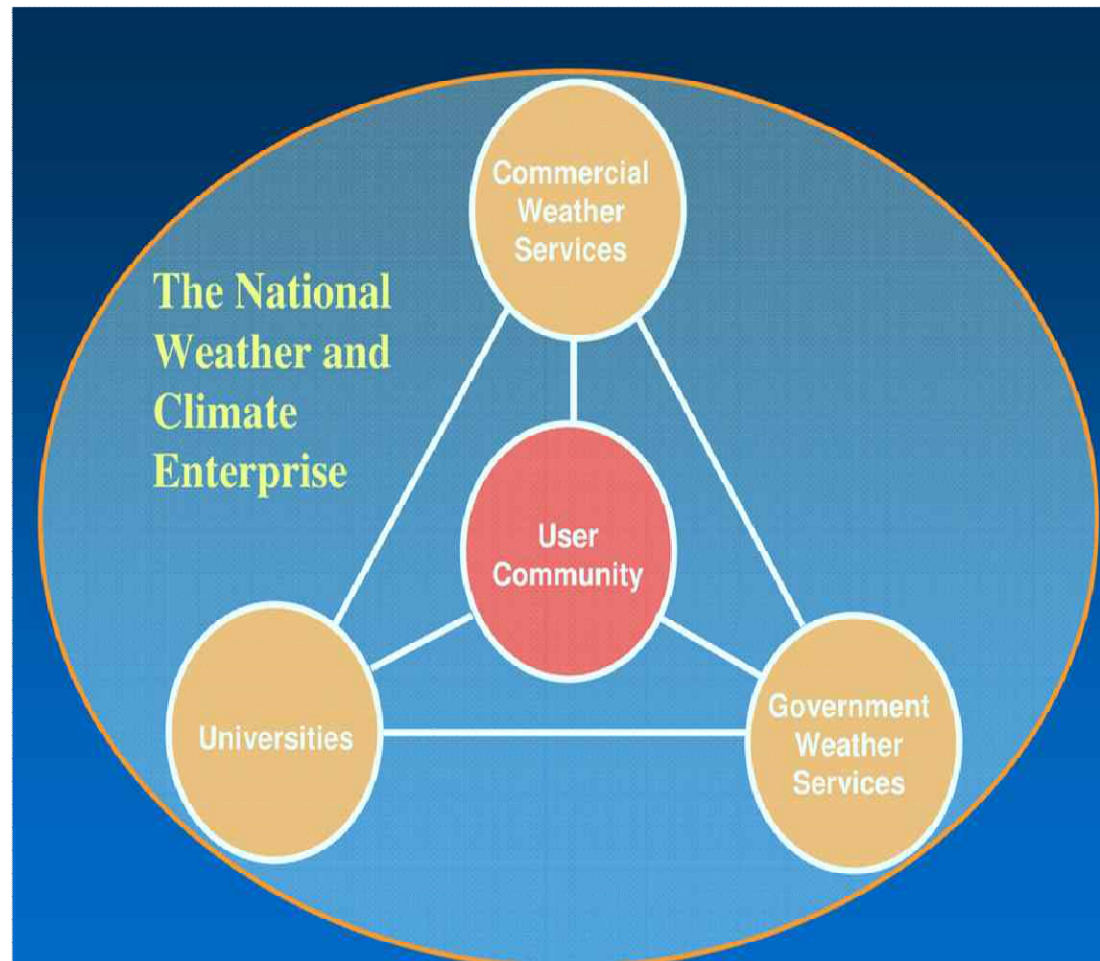 Commercial
Weather
Services
The National
Weather and
Climate
Enterprise
User
Community
Universities
Government
Weather
Services